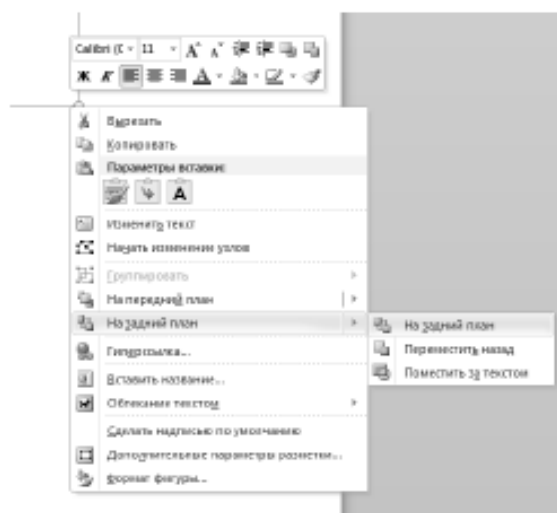 Calibri (С 11 А А
Ж К А
Вырезать
Копировать
Параметры вставки:
А
Изменить текст
Начать изменение узлов
Группировать
На передний план
На задний план
На задний план
Гиперссылка...
Переместить назад
Вставить название...
Поместить за текстом
Обтекание текстом
Сделать надписью по умолчанию
Дополнительные параметры разметки...
Формат фигуры...